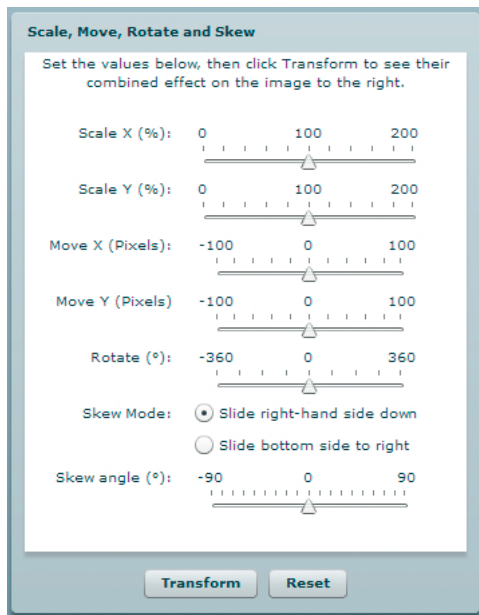 Scale, Move, Rotate and Skew
Set the values below, then click Transform to see their
combined effect on the image to the right.
Scale X (%): 0 100 200
Scale Y (%): 0 100 200
Move X (Pixels): -100 0 100
Move Y (Pixels) -100 0 100
Rotate (°): -360 0 360
Skew Mode: Slide right-hand side down
Slide bottom side to right
Skew angle (°): -90 0 90
Transform Reset